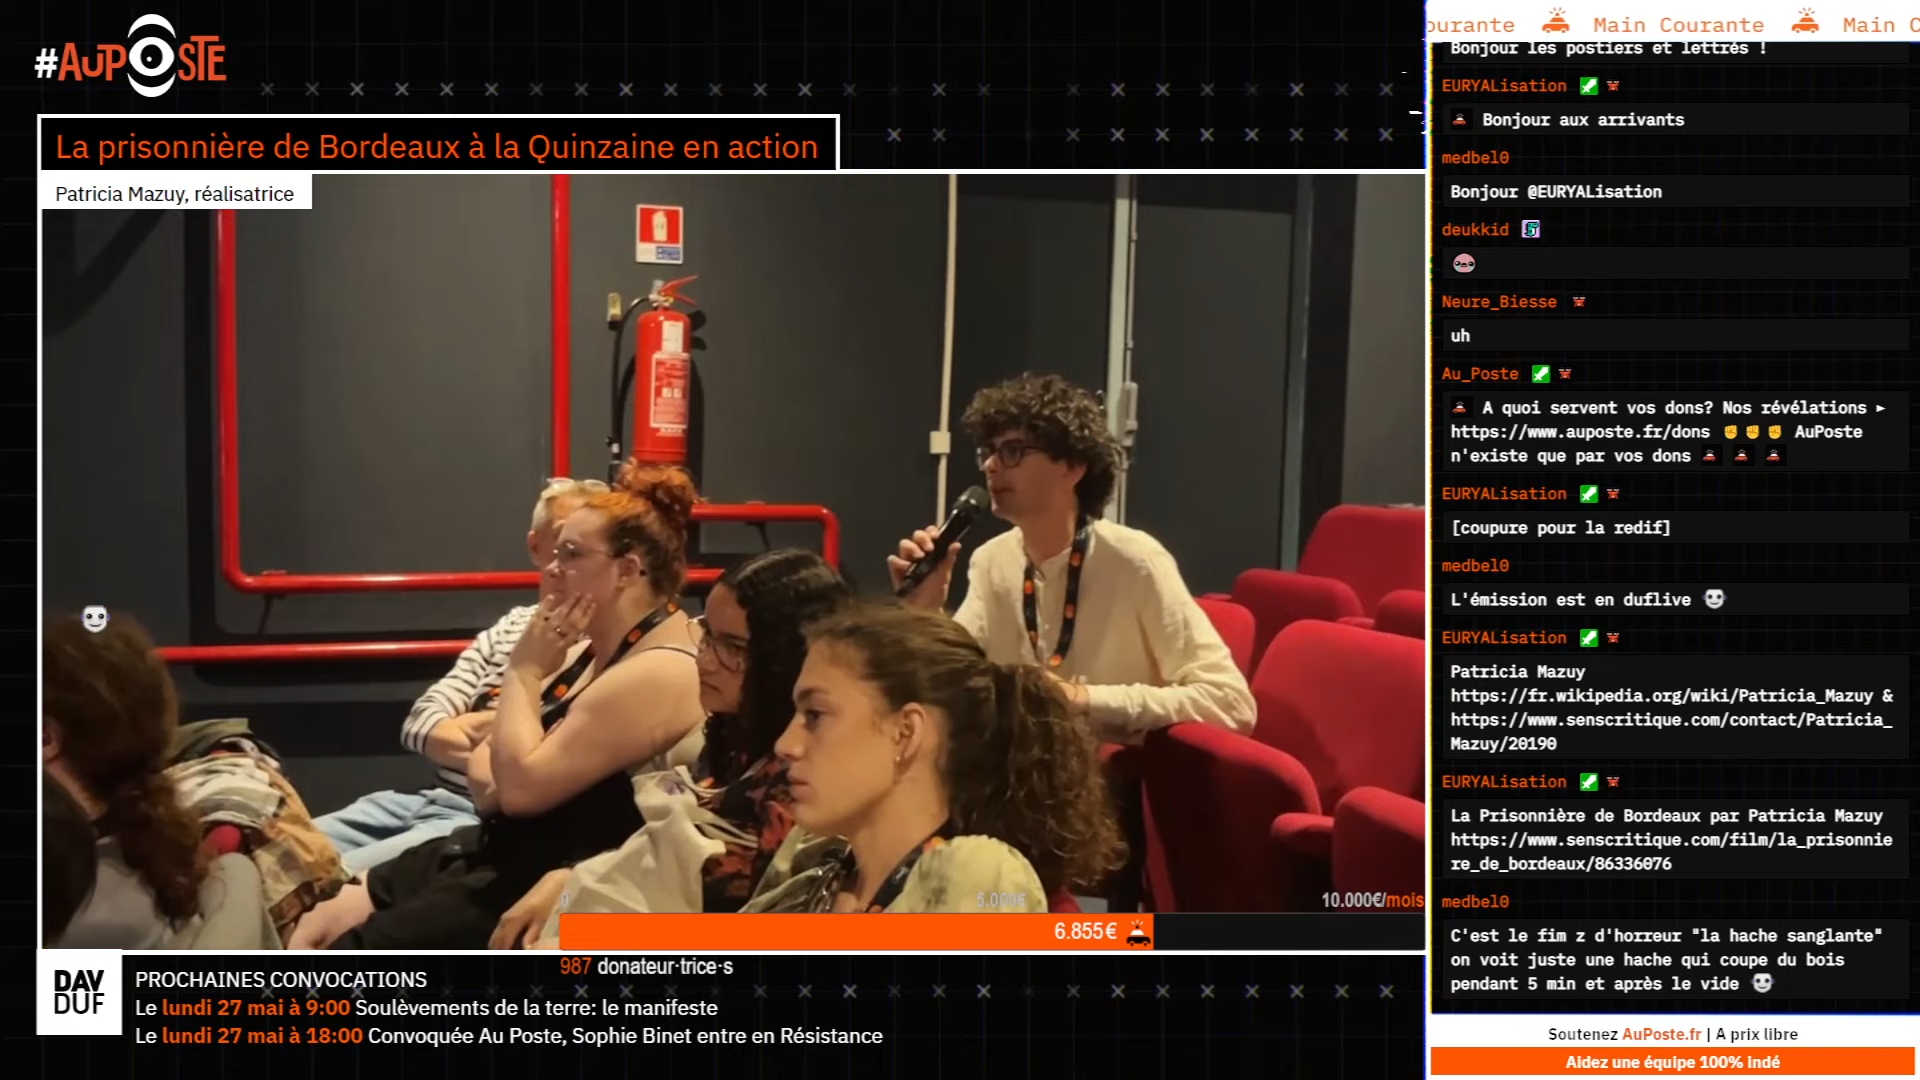 #AuPOSTE
La prisonnière de Bordeaux à la Quinzaine en action
Patricia Mazuy, réalisatrice
0
5.000€
10.000€/mois
6.855€
987 donateur·trice·s
DAV
DUF
PROCHAINES CONVOCATIONS
Le lundi 27 mai à 9:00 Soulèvements de la terre: le manifeste
Le lundi 27 mai à 18:00 Convoquée Au Poste, Sophie Binet entre en Résistance
ourante Main Courante Main C
Bonjour les postiers et lettrés !
EURYALisation
Bonjour aux arrivants
medbel0
Bonjour @EURYALisation
deukkid
Neure_Biesse
uh
Au_Poste
A quoi servent vos dons? Nos révélations ►
https://www.auposte.fr/dons ✊✊✊ AuPoste
n'existe que par vos dons
EURYALisation
[coupure pour la redif]
medbel0
L'émission est en duflive
EURYALisation
Patricia Mazuy
https://fr.wikipedia.org/wiki/Patricia_Mazuy &
https://www.senscritique.com/contact/Patricia_
Mazuy/20190
EURYALisation
La Prisonnière de Bordeaux par Patricia Mazuy
https://www.senscritique.com/film/la_prisonnie
re_de_bordeaux/86336076
medbel0
C'est le fim z d'horreur "la hache sanglante"
on voit juste une hache qui coupe du bois
pendant 5 min et après le vide
Soutenez AuPoste.fr | A prix libre
Aidez une équipe 100% indé